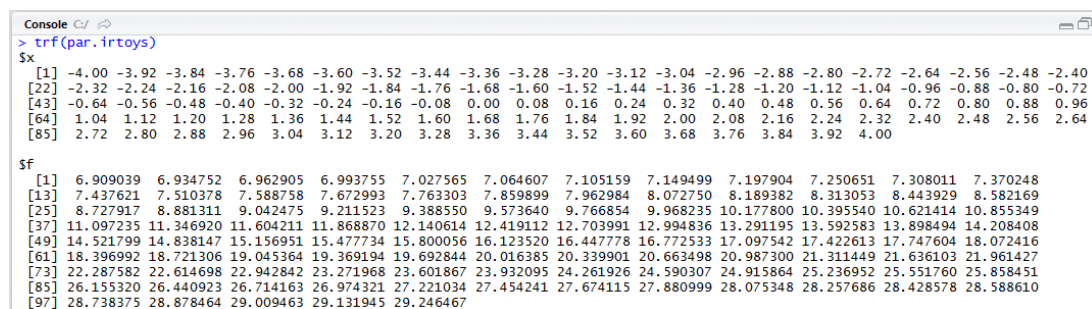 Console C:/
> trf(par.irtoys)
$x
[1] -4.00 -3.92 -3.84 -3.76 -3.68 -3.60 -3.52 -3.44 -3.36 -3.28 -3.20 -3.12 -3.04 -2.96 -2.88 -2.80 -2.72 -2.64 -2.56 -2.48 -2.40
[22] -2.32 -2.24 -2.16 -2.08 -2.00 -1.92 -1.84 -1.76 -1.68 -1.60 -1.52 -1.44 -1.36 -1.28 -1.20 -1.12 -1.04 -0.96 -0.88 -0.80 -0.72
[43] -0.64 -0.56 -0.48 -0.40 -0.32 -0.24 -0.16 -0.08 0.00 0.08 0.16 0.24 0.32 0.40 0.48 0.56 0.64 0.72 0.80 0.88 0.96
[64] 1.04 1.12 1.20 1.28 1.36 1.44 1.52 1.60 1.68 1.76 1.84 1.92 2.00 2.08 2.16 2.24 2.32 2.40 2.48 2.56 2.64
[85] 2.72 2.80 2.88 2.96 3.04 3.12 3.20 3.28 3.36 3.44 3.52 3.60 3.68 3.76 3.84 3.92 4.00
$f
[1] 6.909039 6.934752 6.962905 6.993755 7.027565 7.064607 7.105159 7.149499 7.197904 7.250651 7.308011 7.370248
[13] 7.437621 7.510378 7.588758 7.672993 7.763303 7.859899 7.962984 8.072750 8.189382 8.313053 8.443929 8.582169
[25] 8.727917 8.881311 9.042475 9.211523 9.388550 9.573640 9.766854 9.968235 10.177800 10.395540 10.621414 10.855349
[37] 11.097235 11.346920 11.604211 11.868870 12.140614 12.419112 12.703991 12.994836 13.291195 13.592583 13.898494 14.208408
[49] 14.521799 14.838147 15.156951 15.477734 15.800056 16.123520 16.447778 16.772533 17.097542 17.422613 17.747604 18.072416
[61] 18.396992 18.721306 19.045364 19.369194 19.692844 20.016385 20.339901 20.663498 20.987300 21.311449 21.636103 21.961427
[73] 22.287582 22.614698 22.942842 23.271968 23.601867 23.932095 24.261926 24.590307 24.915864 25.236952 25.551760 25.858451
[85] 26.155320 26.440923 26.714163 26.974321 27.221034 27.454241 27.674115 27.880999 28.075348 28.257686 28.428578 28.588610
[97] 28.738375 28.878464 29.009463 29.131945 29.246467